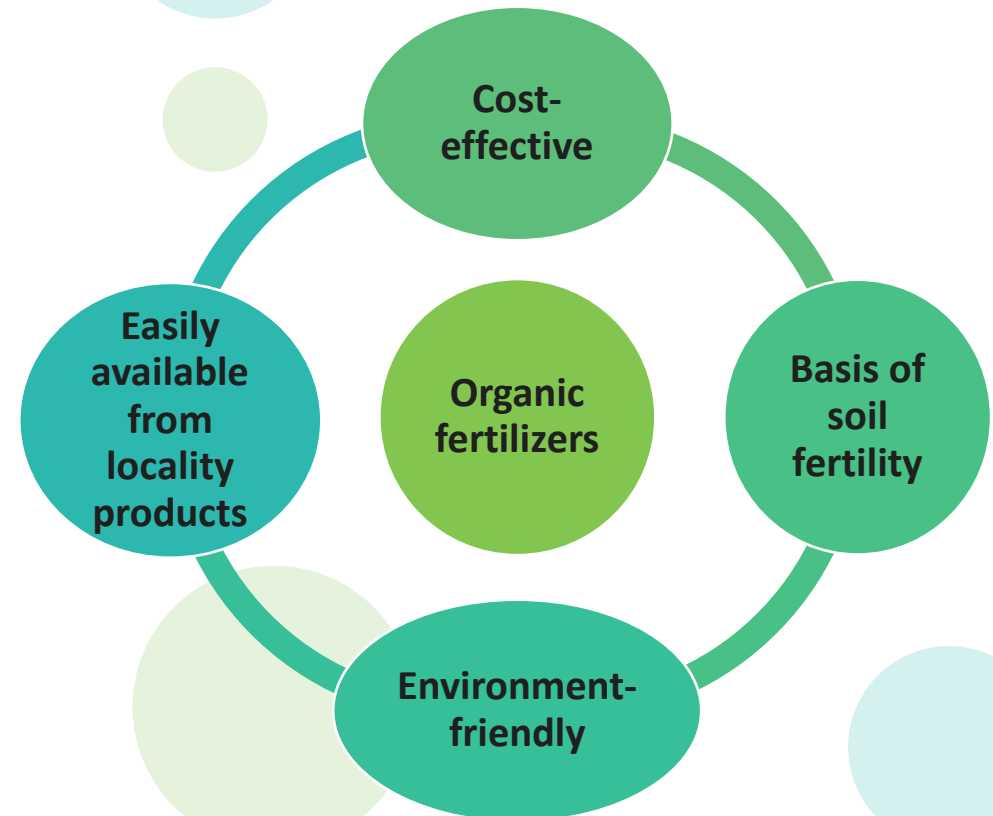 Cost-
effective
Easily
available
from
locality
products
Organic
fertilizers
Basis of
soil
fertility
Environment-
friendly